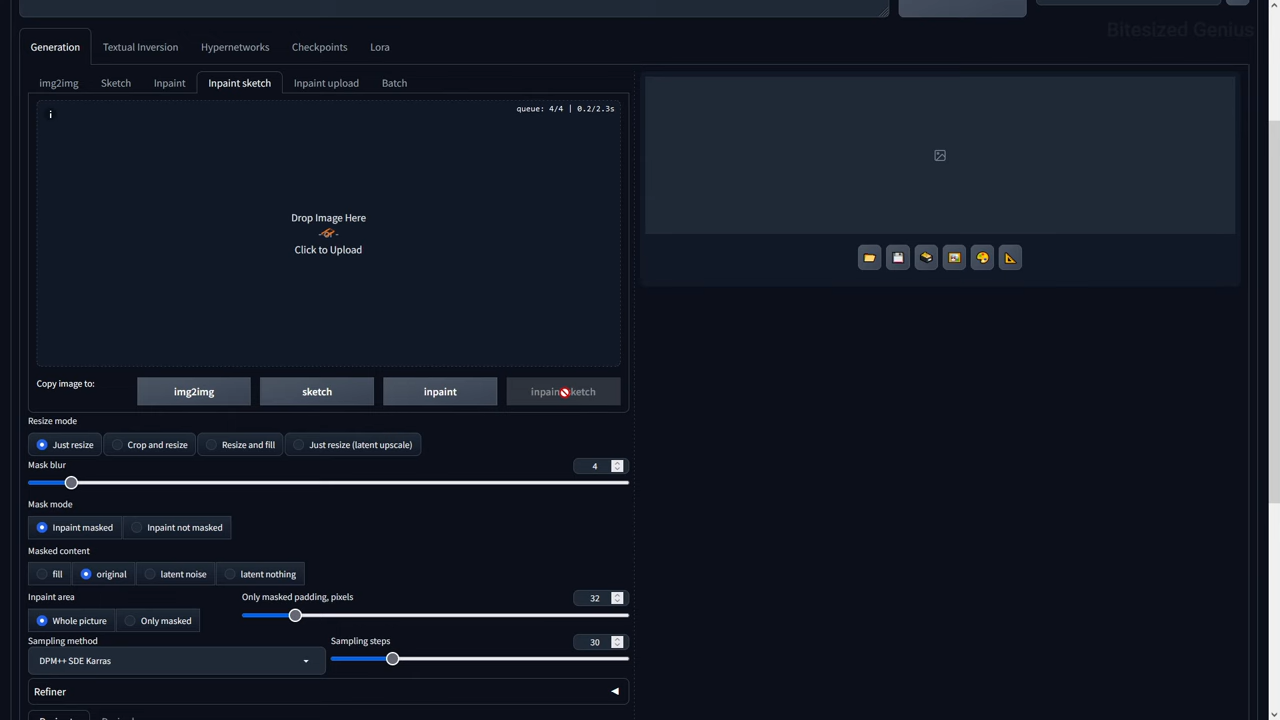 Bitesized Genius
Generation Textual Inversion Hypernetworks Checkpoints Lora
img2img Sketch Inpaint Inpaint sketch Inpaint upload Batch
i
queue: 4/4 | 0.2/2.3s
Drop Image Here
- or -
Click to Upload
Copy image to: img2img sketch inpaint inpaint sketch
Resize mode
Just resize Crop and resize Resize and fill Just resize (latent upscale)
Mask blur 4
Mask mode
Inpaint masked Inpaint not masked
Masked content
fill original latent noise latent nothing
Inpaint area Only masked padding, pixels 32
Whole picture Only masked
Sampling method Sampling steps 30
DPM++ SDE Karras
Refiner